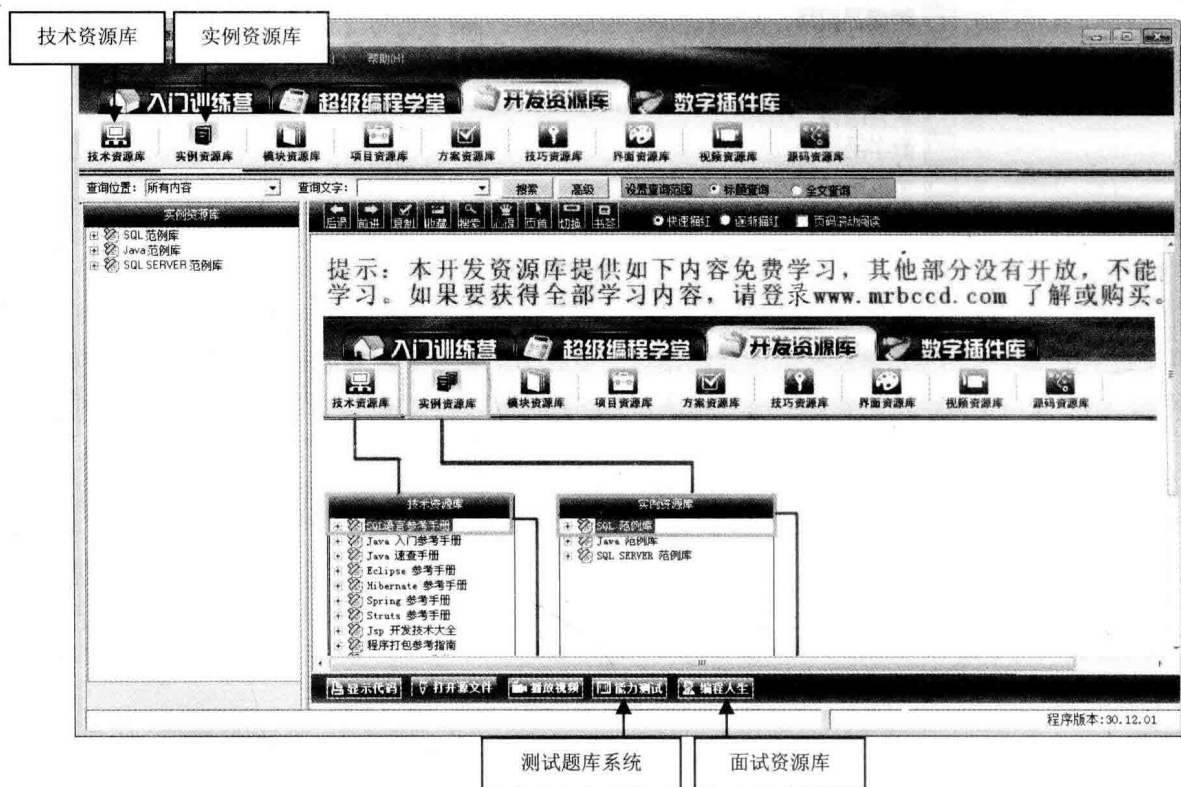 技术资源库
实例资源库
帮助(H)
入门训练营 超级编程学堂 开发资源库 数字插件库
技术资源库 实例资源库 模块资源库 项目资源库 方案资源库 技巧资源库 界面资源库 视频资源库 源码资源库
查询位置: 所有内容 查询文字: 搜索 高级 设置查询范围 标题查询 全文查询
实例资源库
SQL 范例库
Java 范例库
SQL SERVER 范例库
后退 前进 复制 收藏 搜索 心得 页首 切换 书签 快速描红 逐渐描红 页码滚动阅读
提示: 本开发资源库提供如下内容免费学习, 其他部分没有开放, 不能
学习。如果要获得全部学习内容, 请登录www.mrbccd.com 了解或购买。
入门训练营 超级编程学堂 开发资源库 数字插件库
技术资源库 实例资源库 模块资源库 项目资源库 方案资源库 技巧资源库 界面资源库 视频资源库 源码资源库
技术资源库
SQL语言参考手册
Java 入门参考手册
Java 速查手册
Eclipse 参考手册
Hibernate 参考手册
Spring 参考手册
Struts 参考手册
Jsp 开发技术大全
程序打包参考指南
实例资源库
SQL 范例库
Java 范例库
SQL SERVER 范例库
显示代码 打开源文件 播放视频 能力测试 编程人生
程序版本:30.12.01
测试题库系统
面试资源库